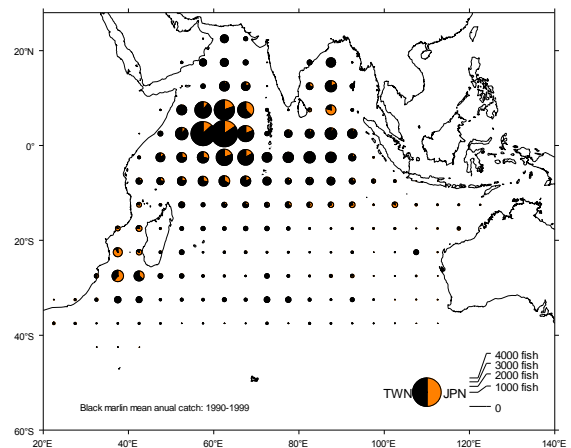 20°N
0°
20°S
40°S
60°S
4000 fish
3000 fish
2000 fish
1000 fish
0
TWN JPN
Black marlin mean anual catch: 1990-1999
20°E 40°E 60°E 80°E 100°E 120°E 140°E